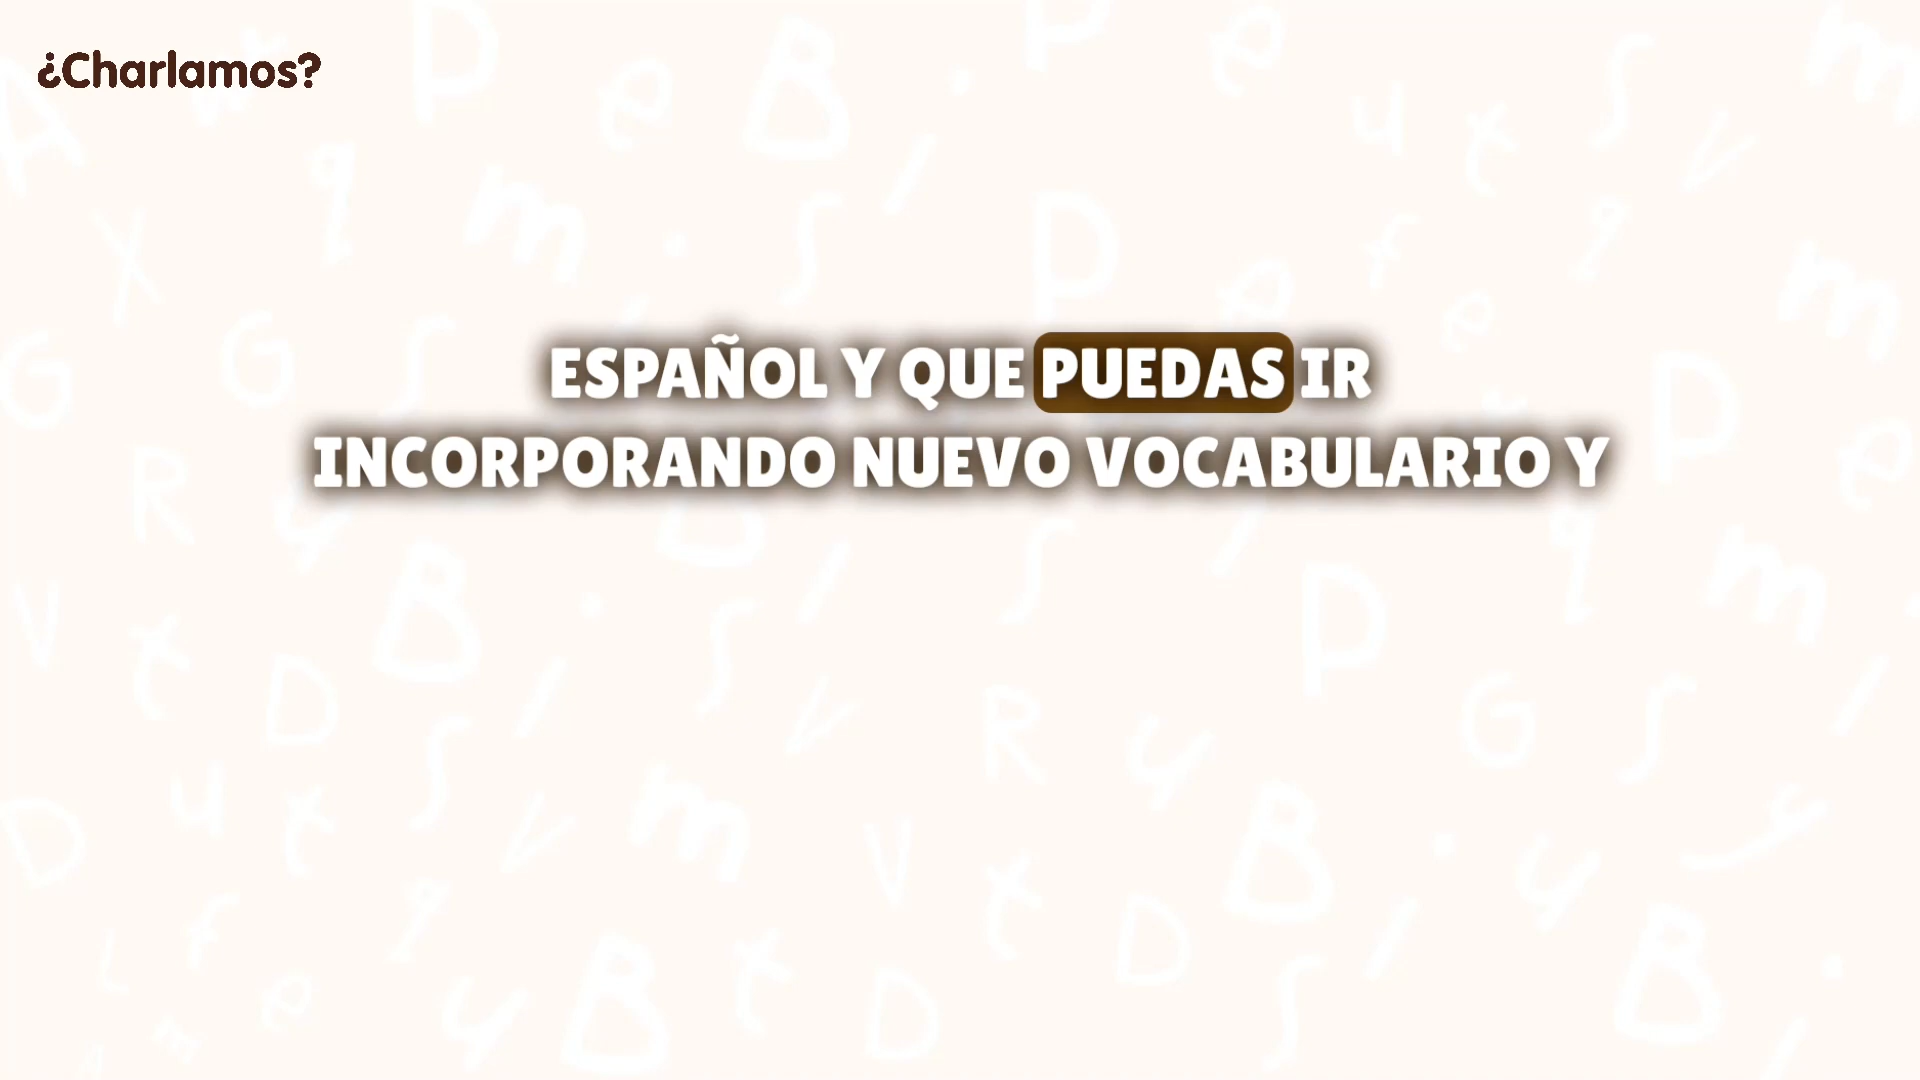 ¿Charlamos?
ESPAÑOL Y QUE PUEDAS IR
INCORPORANDO NUEVO VOCABULARIO Y